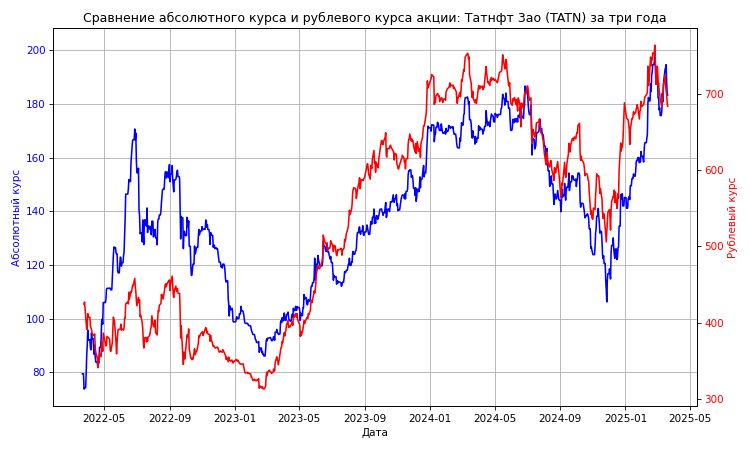 Сравнение абсолютного курса и рублевого курса акции: Татнфт 3ао (TATN) за три года
Абсолютный курс
200
180
160
140
120
100
80
700
600
500
400
300
Рублевый курс
2022-05 2022-09 2023-01 2023-05 2023-09 2024-01 2024-05 2024-09 2025-01 2025-05
Дата